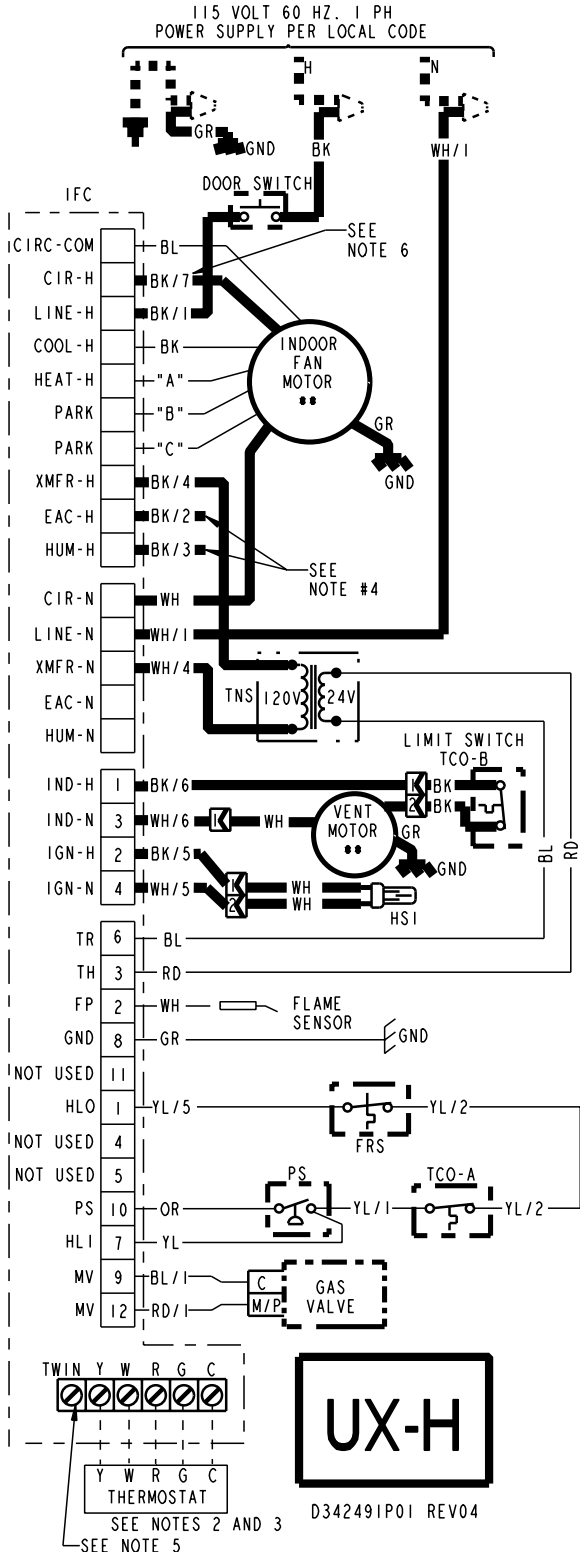 115 VOLT 60 HZ. 1 PH
POWER SUPPLY PER LOCAL CODE
H
N
GR
GND
BK
WH/1
DOOR SWITCH
IFC
SEE
NOTE 6
CIRC-COM
BL
CIR-H
BK/7
LINE-H
BK/1
COOL-H
BK
INDOOR
FAN
MOTOR
HEAT-H
"A"
PARK
"B"
GR
PARK
"C"
GND
XMFR-H
BK/4
EAC-H
BK/2
HUM-H
BK/3
SEE
NOTE #4
CIR-N
WH
LINE-N
WH/1
XMFR-N
WH/4
TNS
120V
24V
EAC-N
HUM-N
LIMIT SWITCH
TCO-B
IND-H
1
BK/6
1
BK
2
BK
IND-N
3
WH/6
1
WH
VENT
MOTOR
GR
GND
IGN-H
2
BK/5
1
WH
IGN-N
4
WH/5
2
WH
HSI
BL
RD
TR
6
BL
TH
3
RD
FP
2
WH
FLAME
SENSOR
GND
8
GR
GND
NOT USED
11
HLO
1
YL/5
YL/2
FRS
NOT USED
4
NOT USED
5
PS
TCO-A
PS
10
OR
YL/1
YL/2
HLI
7
YL
MV
9
BL/1
C
GAS
VALVE
MV
12
RD/1
M/P
TWIN Y W R G C
Y W R G C
THERMOSTAT
SEE NOTES 2 AND 3
SEE NOTE 5
UX-H
D342491P01 REV04